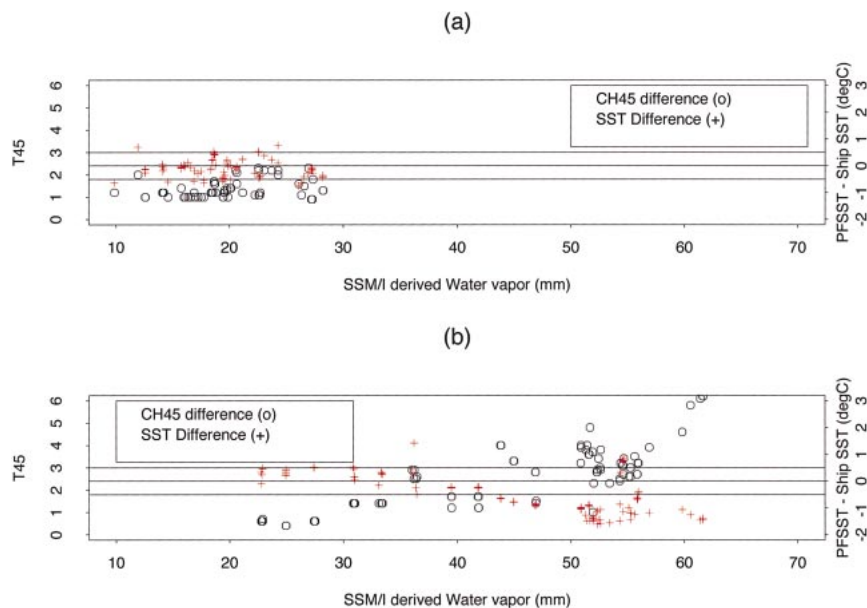 (a)
T45
6
5
4
3
2
1
0
CH45 difference (o)
SST Difference (+)
PFSST - Ship SST (degC)
3
2
1
0
-1
-2
10 20 30 40 50 60 70
SSM/I derived Water vapor (mm)
(b)
T45
6
5
4
3
2
1
0
CH45 difference (o)
SST Difference (+)
PFSST - Ship SST (degC)
3
2
1
0
-1
-2
10 20 30 40 50 60 70
SSM/I derived Water vapor (mm)